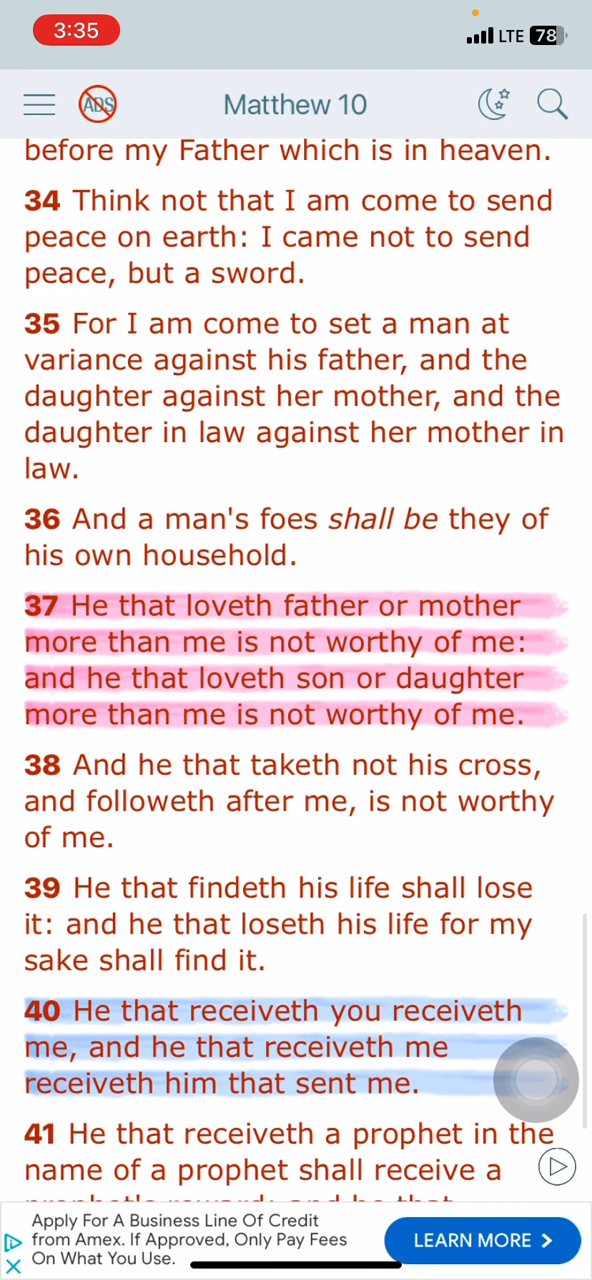 3:35
LTE 78
ADS
Matthew 10
before my Father which is in heaven.
34 Think not that I am come to send
peace on earth: I came not to send
peace, but a sword.
35 For I am come to set a man at
variance against his father, and the
daughter against her mother, and the
daughter in law against her mother in
law.
36 And a man's foes shall be they of
his own household.
37 He that loveth father or mother
more than me is not worthy of me:
and he that loveth son or daughter
more than me is not worthy of me.
38 And he that taketh not his cross,
and followeth after me, is not worthy
of me.
39 He that findeth his life shall lose
it: and he that loseth his life for my
sake shall find it.
40 He that receiveth you receiveth
me, and he that receiveth me
receiveth him that sent me.
41 He that receiveth a prophet in the
name of a prophet shall receive a
prophet's reward; and he that
Apply For A Business Line Of Credit
from Amex. If Approved, Only Pay Fees
On What You Use.
LEARN MORE